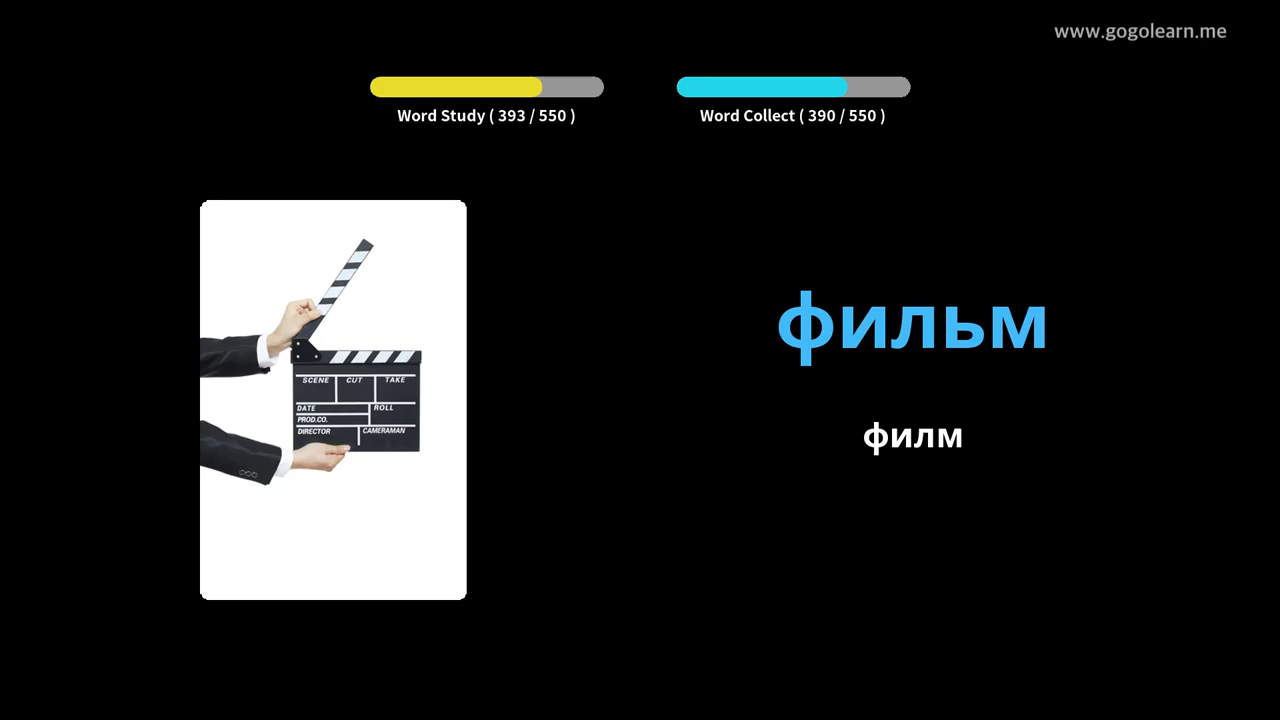 www.gogolearn.me
Word Study ( 393 / 550 )
Word Collect ( 390 / 550 )
фильм
филм
SCENE CUT TAKE
DATE ROLL
PROD.CO.
DIRECTOR CAMERAMAN